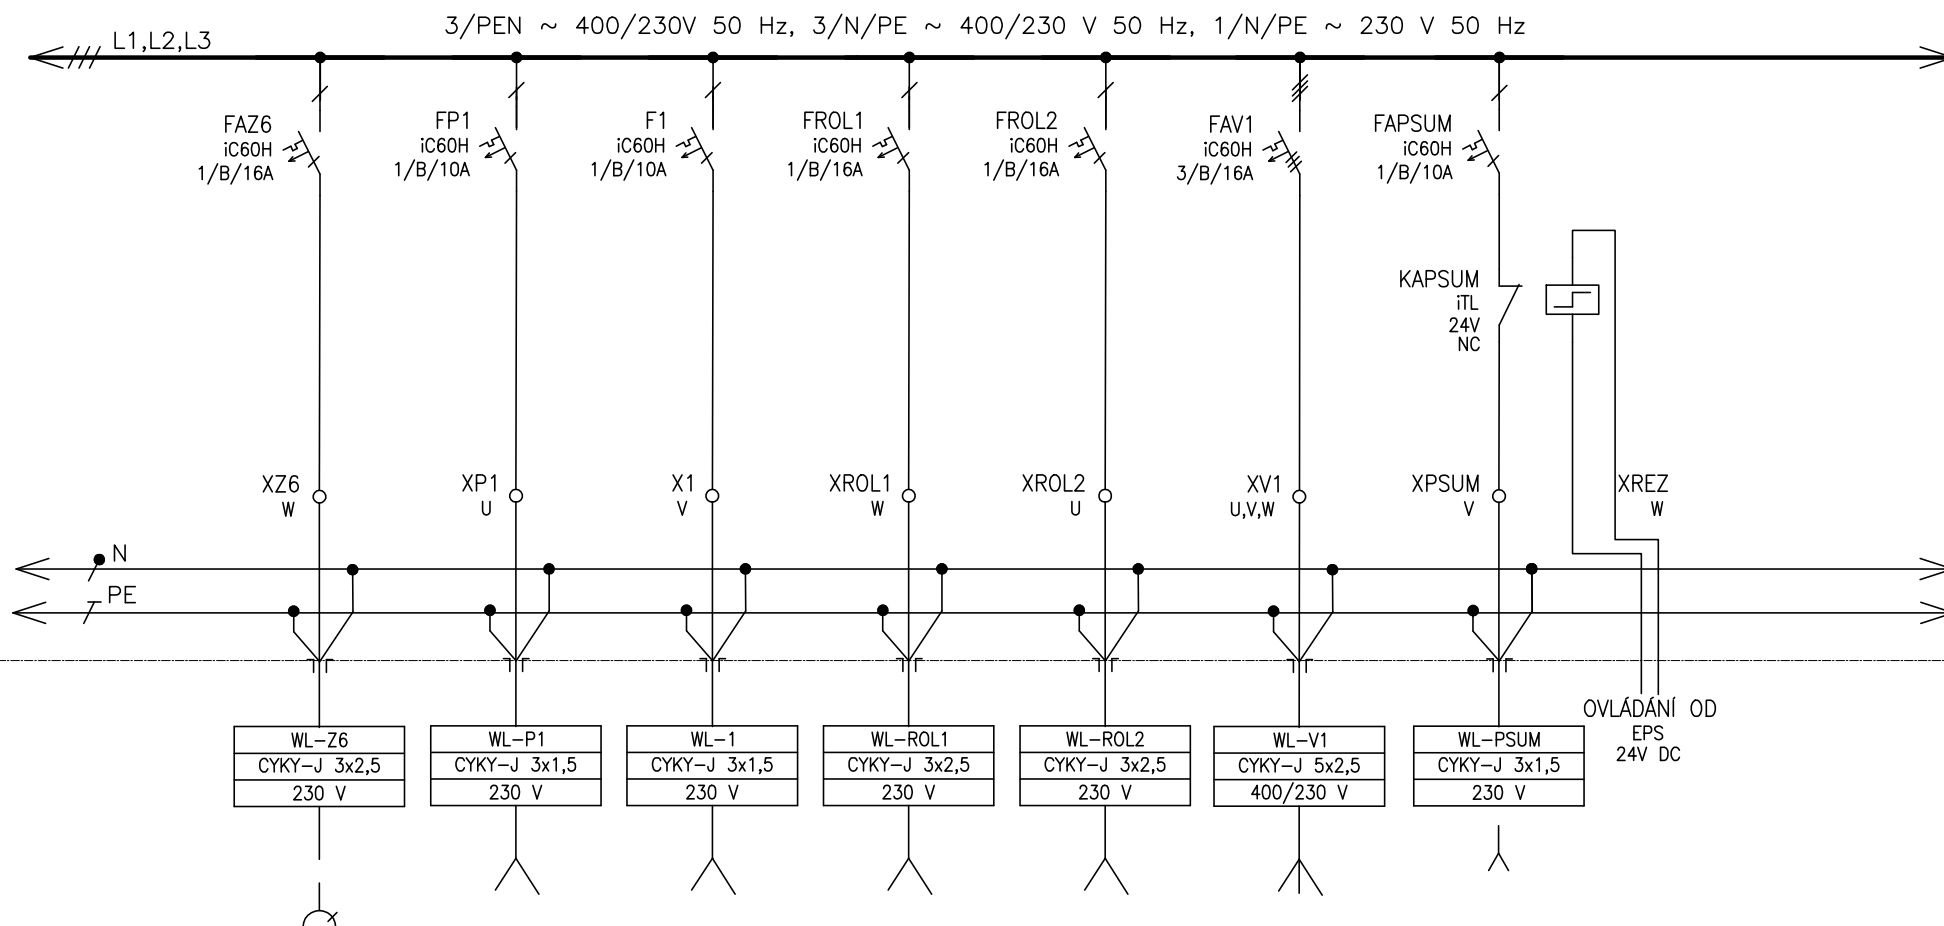 3/PEN ~ 400/230V 50 Hz, 3/N/PE ~ 400/230 V 50 Hz, 1/N/PE ~ 230 V 50 Hz
L1,L2,L3
FAZ6
iC60H
1/B/16A
FP1
iC60H
1/B/10A
F1
iC60H
1/B/10A
FROL1
iC60H
1/B/16A
FROL2
iC60H
1/B/16A
FAV1
iC60H
3/B/16A
FAPSUM
iC60H
1/B/10A
KAPSUM
iTL
24V
NC
XZ6
W
XP1
U
X1
V
XROL1
W
XROL2
U
XV1
U,V,W
XPSUM
V
XREZ
W
N
PE
WL-Z6
CYKY-J 3x2,5
230 V
WL-P1
CYKY-J 3x1,5
230 V
WL-1
CYKY-J 3x1,5
230 V
WL-ROL1
CYKY-J 3x2,5
230 V
WL-ROL2
CYKY-J 3x2,5
230 V
WL-V1
CYKY-J 5x2,5
400/230 V
WL-PSUM
CYKY-J 3x1,5
230 V
OVLÁDÁNÍ OD
EPS
24V DC